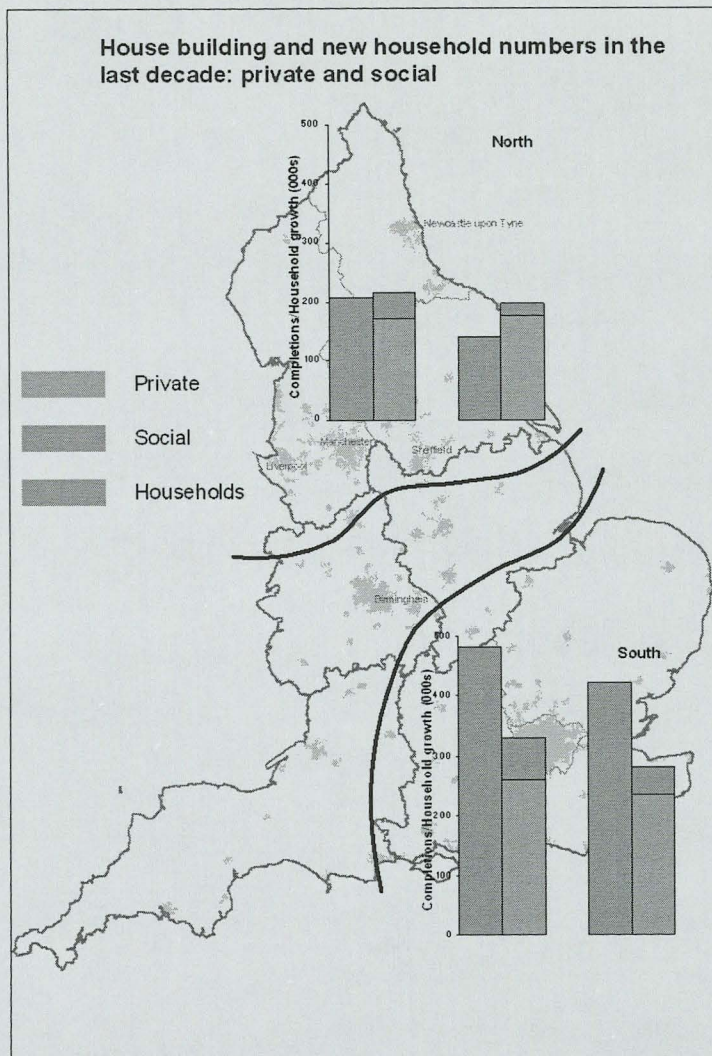 House building and new household numbers in the
last decade: private and social
North
Completions/Household growth (000s)
500
400
300
200
100
0
Newcastle upon Tyne
Private
Social
Households
Manchester
Sheffield
Liverpool
Birmingham
South
Completions/Household growth (000s)
500
400
300
200
100
0